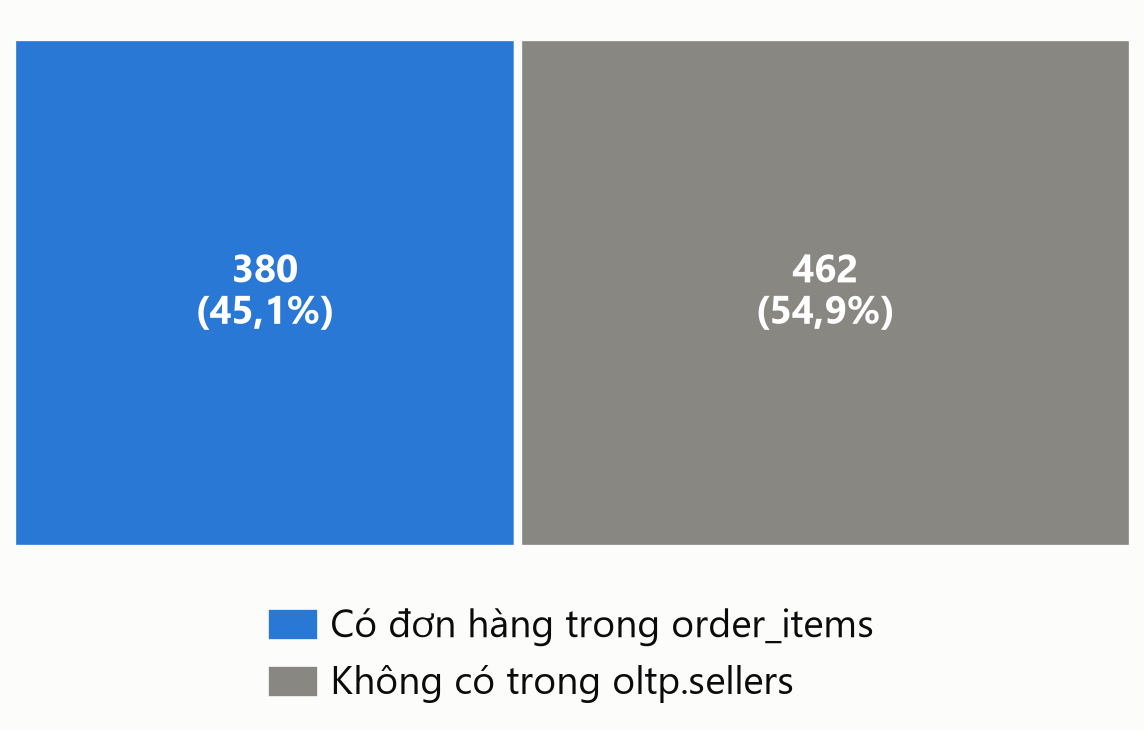 380
(45,1%)
462
(54,9%)
Có đơn hàng trong order_items
Không có trong oltp.sellers